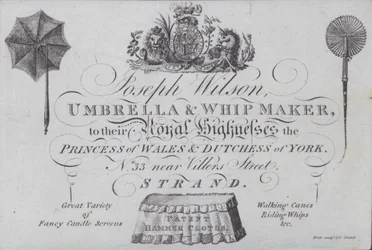 Joseph Wilson,
UMBRELLA & WHIP MAKER,
to their Royal Highneſses the
PRINCESS of WALES & DUTCHESS of YORK.
N. 33 near Villers Street,
STRAND.
Great Variety
of
Fancy Candle Screens
PATENT
HAMMER CLOTHS.
Walking Canes
Riding Whips
&c.